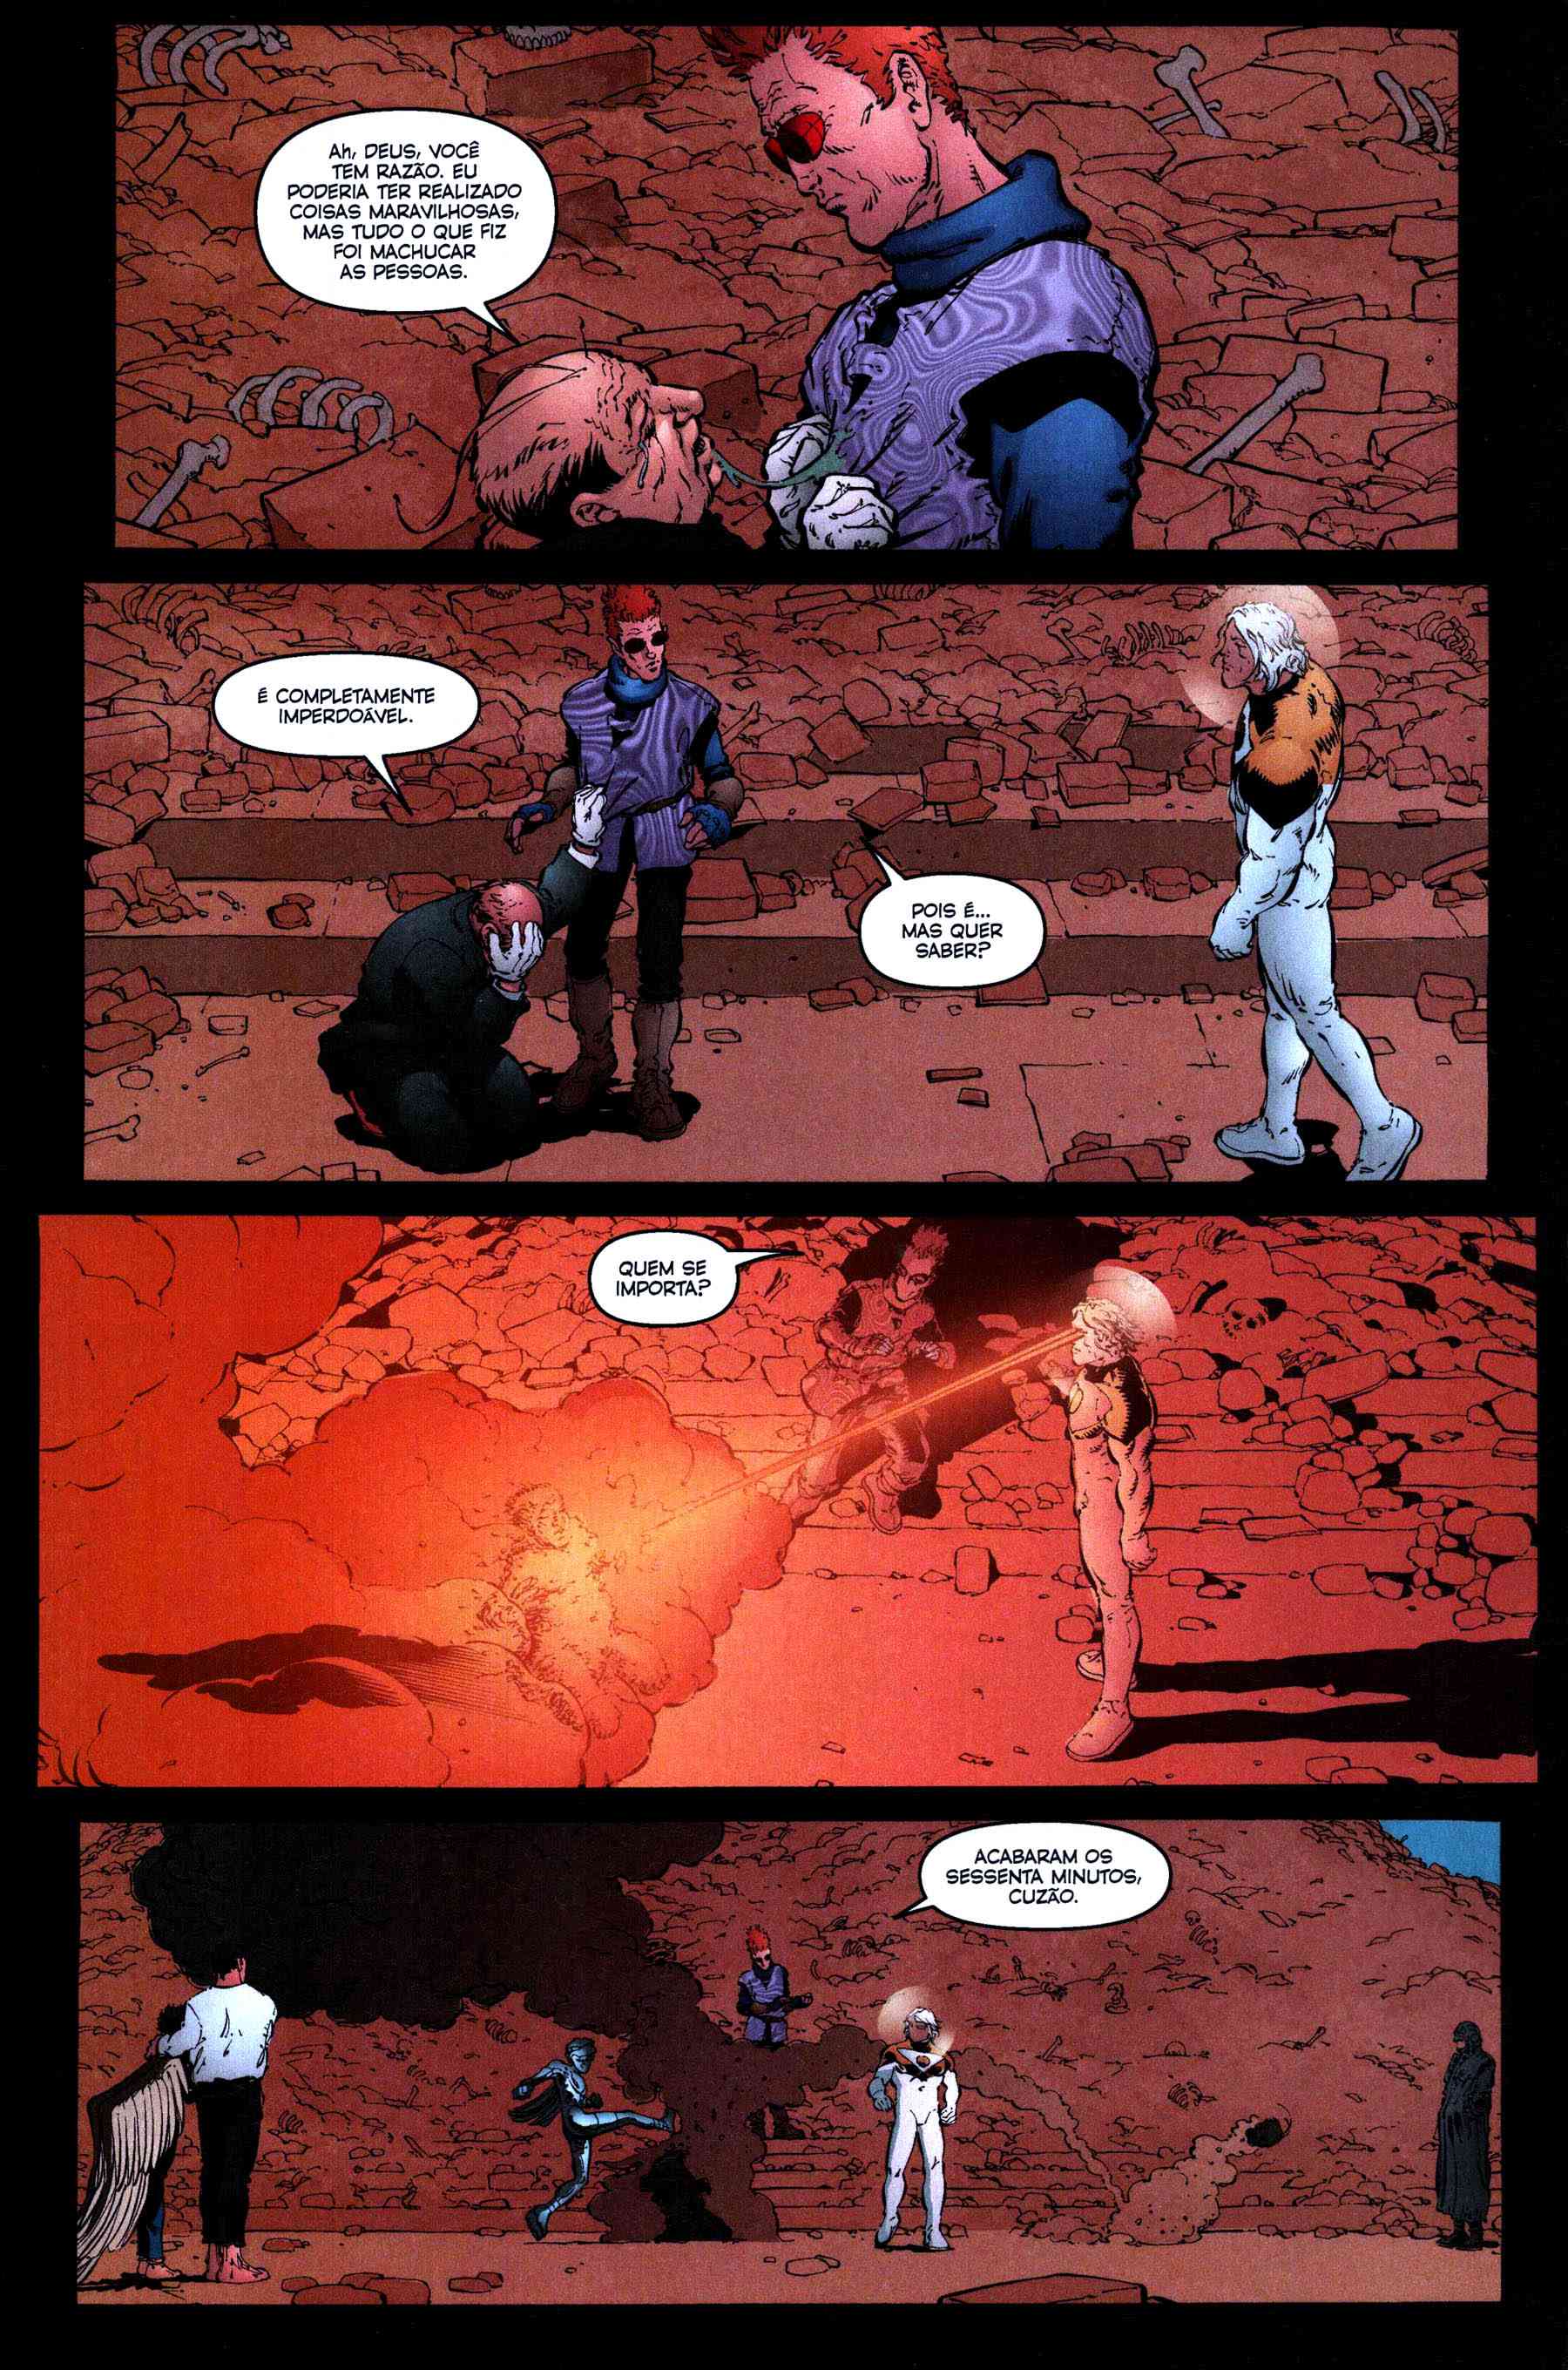 Ah, DEUS, VOCÊ
TEM RAZÃO. EU
PODERIA TER REALIZADO
COISAS MARAVILHOSAS,
MAS TUDO O QUE FIZ
FOI MACHUCAR
AS PESSOAS.
É COMPLETAMENTE
IMPERDOÁVEL.
POIS É...
MAS QUER
SABER?
QUEM SE
IMPORTA?
ACABARAM OS
SESSENTA MINUTOS,
CUZÃO.